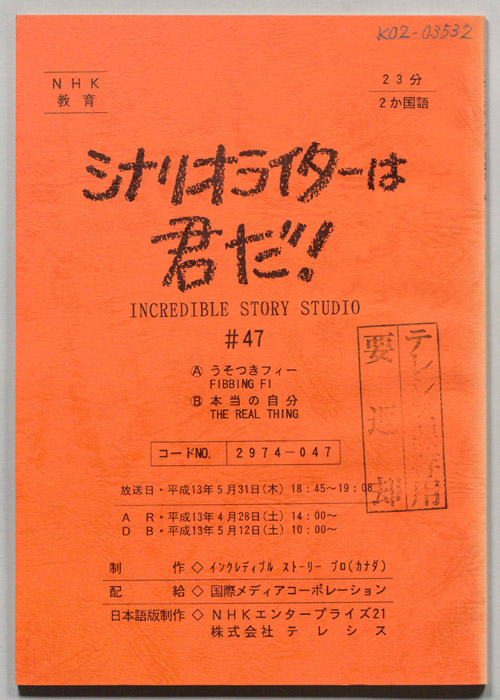 K02-03532
NHK
教育
23分
2か国語
シナリオライターは
君だ!
INCREDIBLE STORY STUDIO
#47
Ⓐ うそつきフィー
FIBBING FI
Ⓑ 本当の自分
THE REAL THING
コードNO. 2974-047
テレシス
保存用
要返却
放送日・平成13年5月31日(木) 18:45~19:08
AR・平成13年4月28日(土) 14:00~
DB・平成13年5月12日(土) 10:00~
制作◇インクレディブル ストーリー プロ(カナダ)
配給◇国際メディアコーポレーション
日本語版制作◇NHKエンタープライズ21
株式会社テレシス